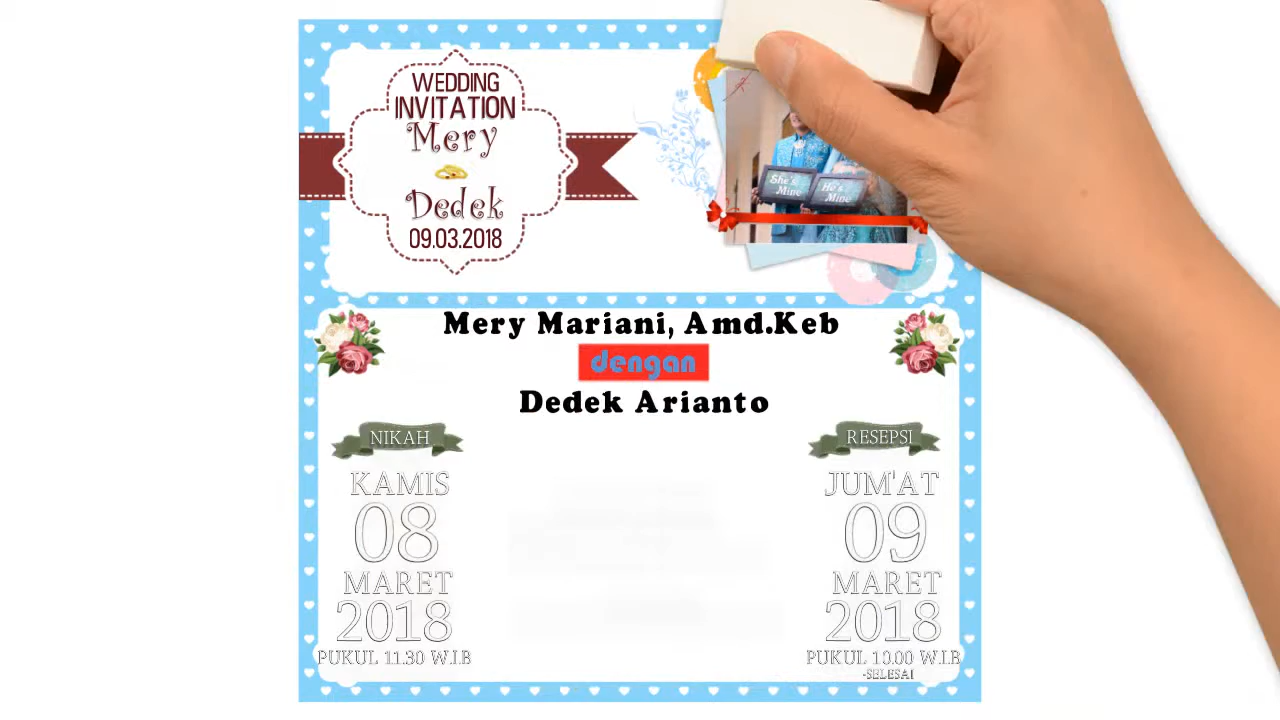 WEDDING
INVITATION
Mery
Dedek
09.03.2018
She's
Mine
He's
Mine
Mery Mariani, Amd.Keb
dengan
Dedek Arianto
NIKAH
KAMIS
08
MARET
2018
PUKUL 11.30 W.I.B
RESEPSI
JUM'AT
09
MARET
2018
PUKUL 10.00 W.I.B
-SELESAI